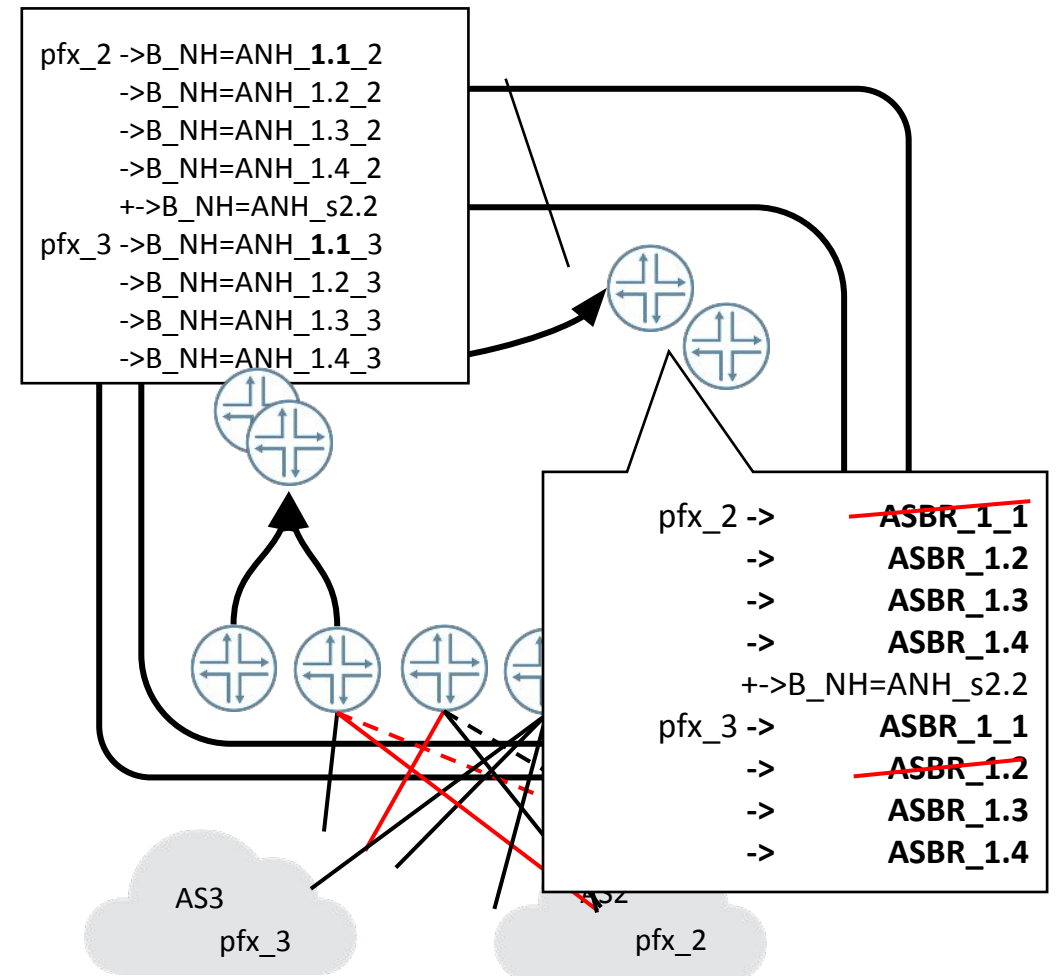 pfx_2 ->B_NH=ANH_1.1_2
->B_NH=ANH_1.2_2
->B_NH=ANH_1.3_2
->B_NH=ANH_1.4_2
+->B_NH=ANH_s2.2
pfx_3 ->B_NH=ANH_1.1_3
->B_NH=ANH_1.2_3
->B_NH=ANH_1.3_3
->B_NH=ANH_1.4_3
pfx_2 -> ASBR_1_1
-> ASBR_1.2
-> ASBR_1.3
-> ASBR_1.4
+->B_NH=ANH_s2.2
pfx_3 -> ASBR_1_1
-> ASBR_1.2
-> ASBR_1.3
-> ASBR_1.4
AS3
pfx_3
AS2
pfx_2